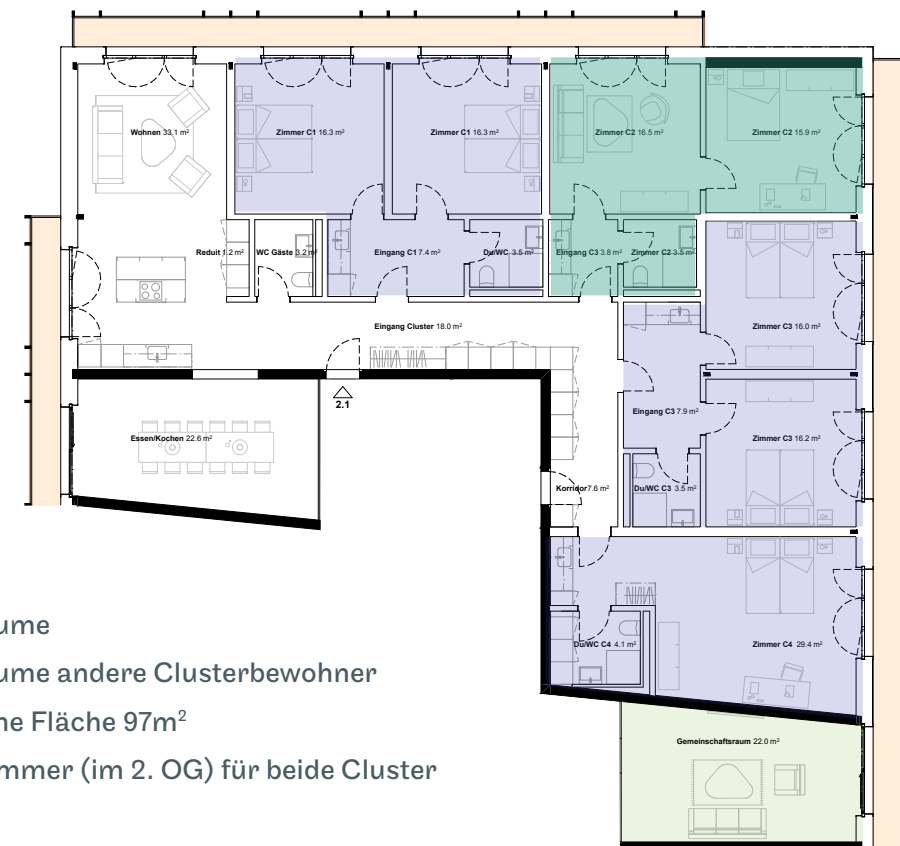 Wohnen 33.1 m²
Zimmer C1 16.3 m²
Zimmer C1 16.3 m²
Zimmer C2 16.5 m²
Zimmer C2 15.9 m²
Reduit 1.2 m²
WC Gäste 3.2 m²
Eingang C1 7.4 m²
Du/WC 3.5 m²
Eingang C3 3.8 m²
Zimmer C2 3.5 m²
Eingang Cluster 18.0 m²
Zimmer C3 16.0 m²
2.1
Eingang C3 7.9 m²
Essen/Kochen 22.6 m²
Zimmer C3 16.2 m²
Korridor 7.6 m²
Du/WC C3 3.5 m²
Du/WC C4 4.1 m²
Zimmer C4 29.4 m²
Gemeinschaftsraum 22.0 m²
ume
ume andere Clusterbewohner
ne Fläche 97m²
mmer (im 2. OG) für beide Cluster